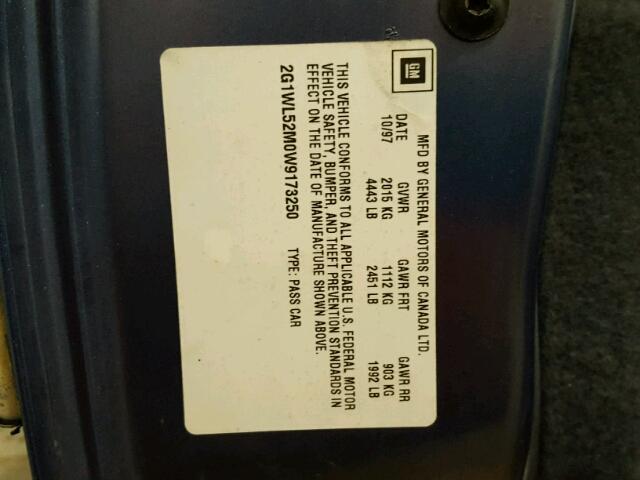 GM
MFD BY GENERAL MOTORS OF CANADA LTD.
DATE GVWR GAWR FRT GAWR RR
10/97 2015 KG 1112 KG 903 KG
4443 LB 2451 LB 1992 LB
THIS VEHICLE CONFORMS TO ALL APPLICABLE U.S. FEDERAL MOTOR
VEHICLE SAFETY, BUMPER, AND THEFT PREVENTION STANDARDS IN
EFFECT ON THE DATE OF MANUFACTURE SHOWN ABOVE.
2G1WL52M0W9173250 TYPE: PASS CAR